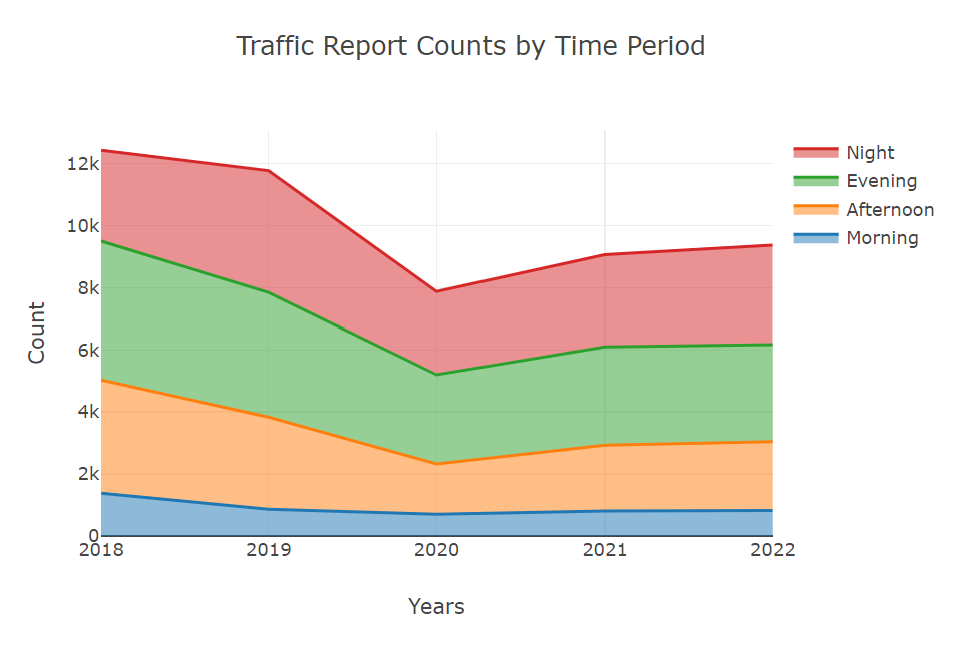 Traffic Report Counts by Time Period
12k
10k
8k
6k
4k
2k
0
Count
2018 2019 2020 2021 2022
Years
Night
Evening
Afternoon
Morning